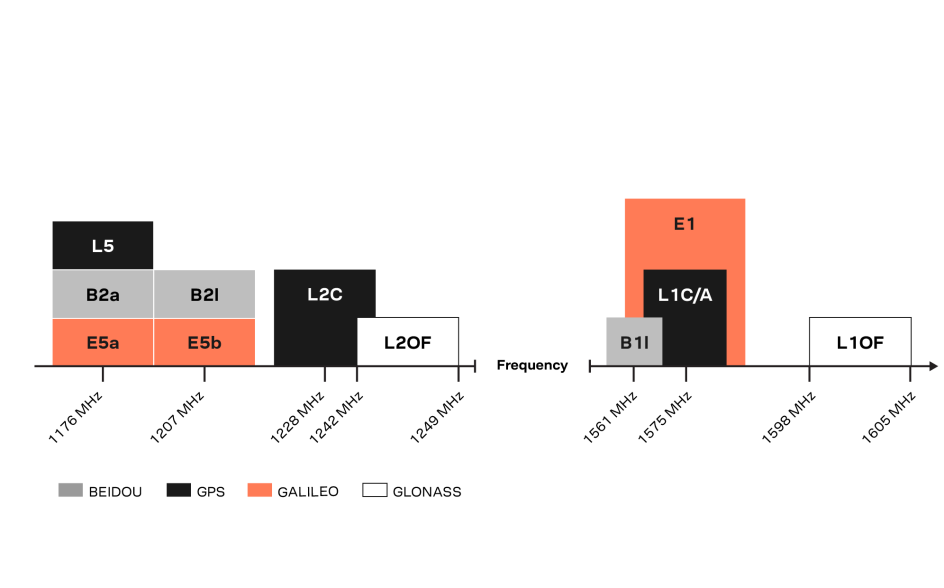 E1
L5
B2a
B2I
L2C
L1C/A
E5a
E5b
L2OF
B1I
L1OF
Frequency
1176 MHz
1207 MHz
1228 MHz
1242 MHz
1249 MHz
1561 MHz
1575 MHz
1598 MHz
1605 MHz
BEIDOU GPS GALILEO GLONASS